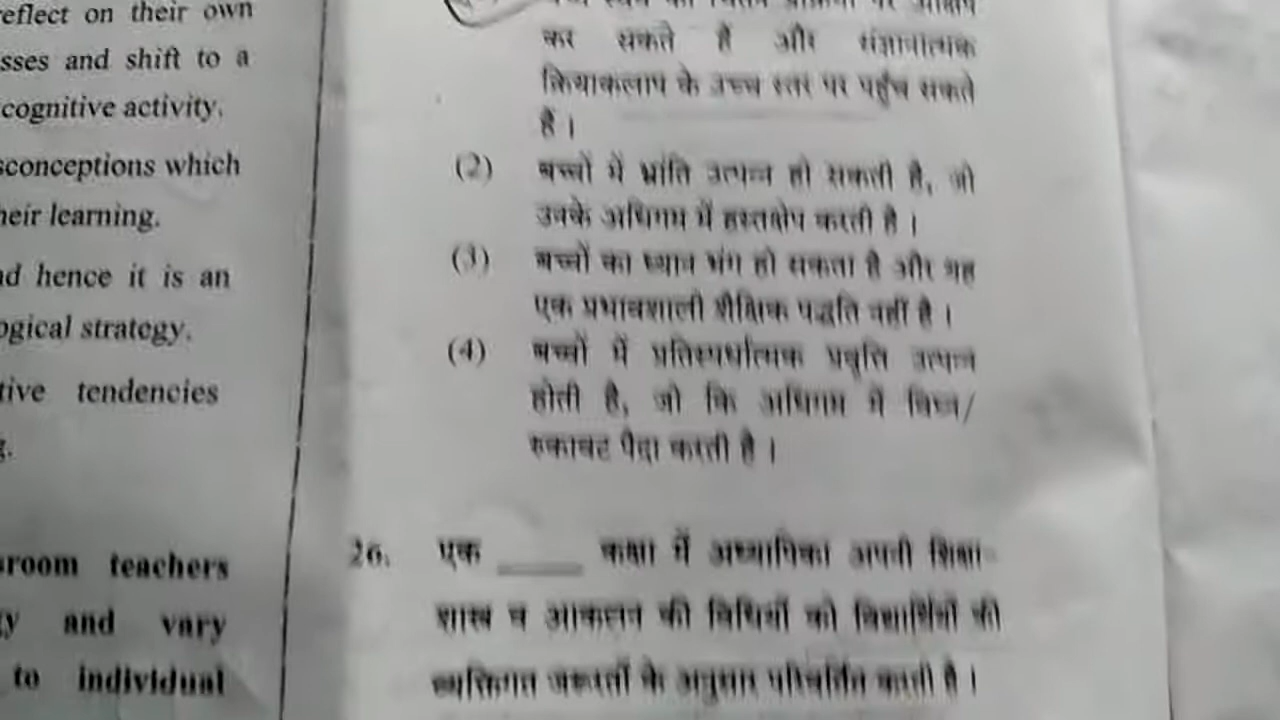 reflect on their own
sses and shift to a
cognitive activity.
sconceptions which
heir learning.
nd hence it is an
ogical strategy.
tive tendencies
g.
room teachers
gy and vary
to individual
कर सकते हैं और संज्ञानात्मक
क्रियाकलाप के उच्च स्तर पर पहुँच सकते
हैं ।
(2) बच्चों में भ्रांति उत्पन्न हो सकती है, जो
उनके अधिगम में हस्तक्षेप करती है ।
(3) बच्चों का ध्यान भंग हो सकता है और यह
एक प्रभावशाली शैक्षिक पद्धति नहीं है ।
(4) बच्चों में प्रतिस्पर्धात्मक प्रवृत्ति उत्पन्न
होती है, जो कि अधिगम में विघ्न/
रुकावट पैदा करती है ।
26. एक _____ कक्षा में अध्यापिका अपनी शिक्षा-
शास्त्र व आकलन की विधियों को विद्यार्थियों की
व्यक्तिगत जरूरतों के अनुसार परिवर्तित करती है ।